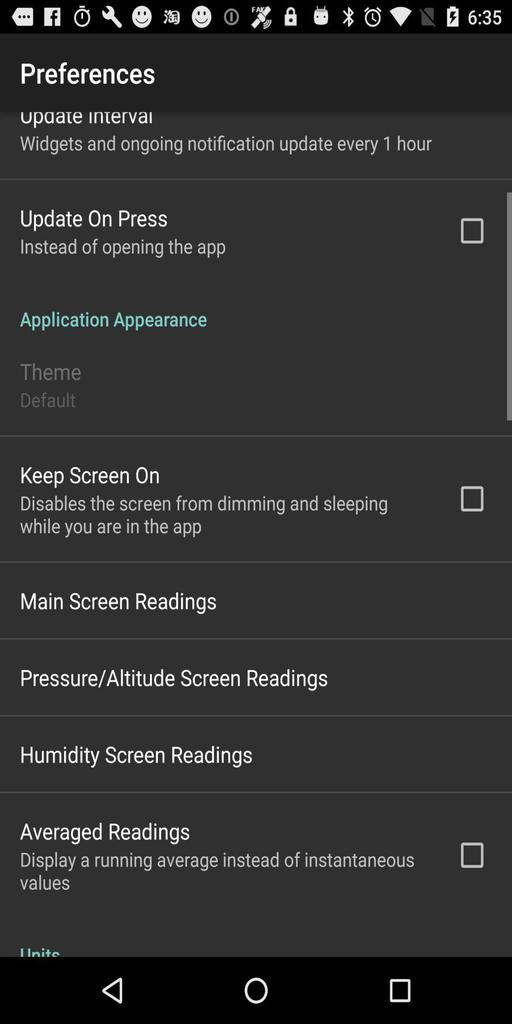 FAKE
6:35
Preferences
Update Interval
Widgets and ongoing notification update every 1 hour
Update On Press
Instead of opening the app
Application Appearance
Theme
Default
Keep Screen On
Disables the screen from dimming and sleeping
while you are in the app
Main Screen Readings
Pressure/Altitude Screen Readings
Humidity Screen Readings
Averaged Readings
Display a running average instead of instantaneous
values
Units